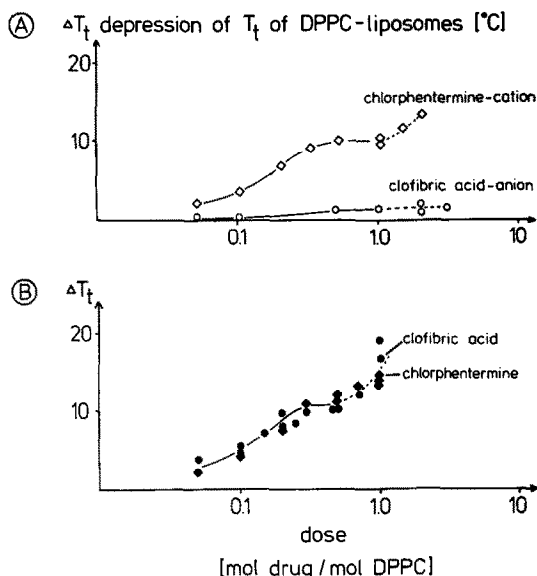 Ⓐ ΔTt depression of Tt of DPPC-liposomes [°C]
20
chlorphentermine-cation
10
clofibric acid-anion
0.1 1.0 10
Ⓑ ΔTt
20
clofibric acid
chlorphentermine
10
0.1 1.0 10
dose
[mol drug/mol DPPC]